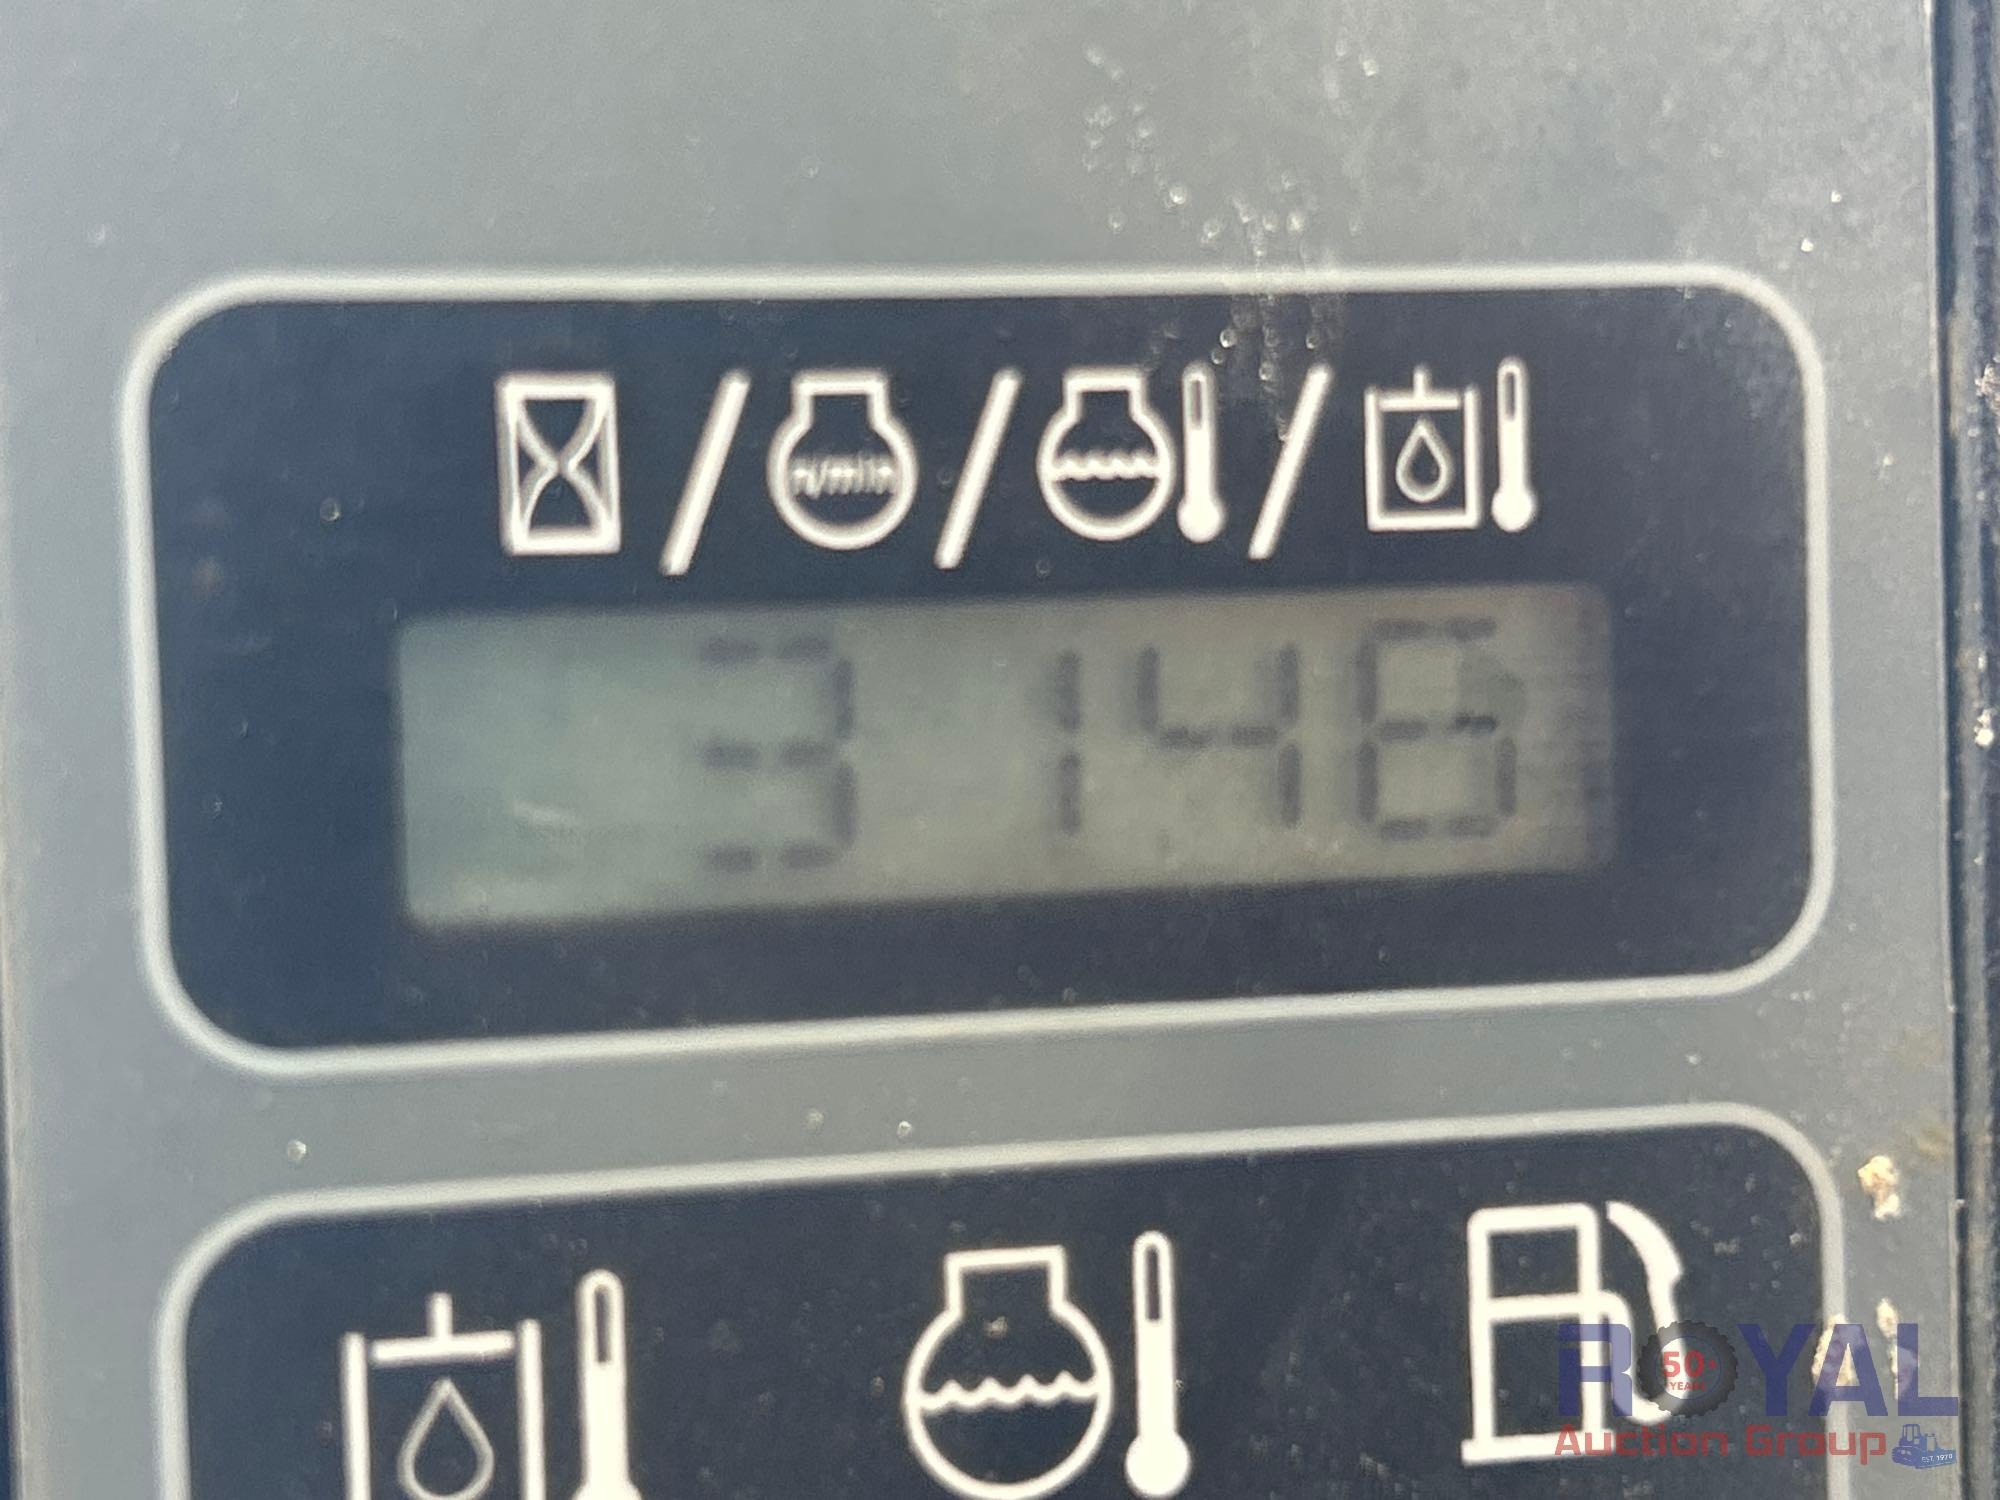 n/min
3146
ROYAL
50+
YEARS
Auction Group
EST. 1970